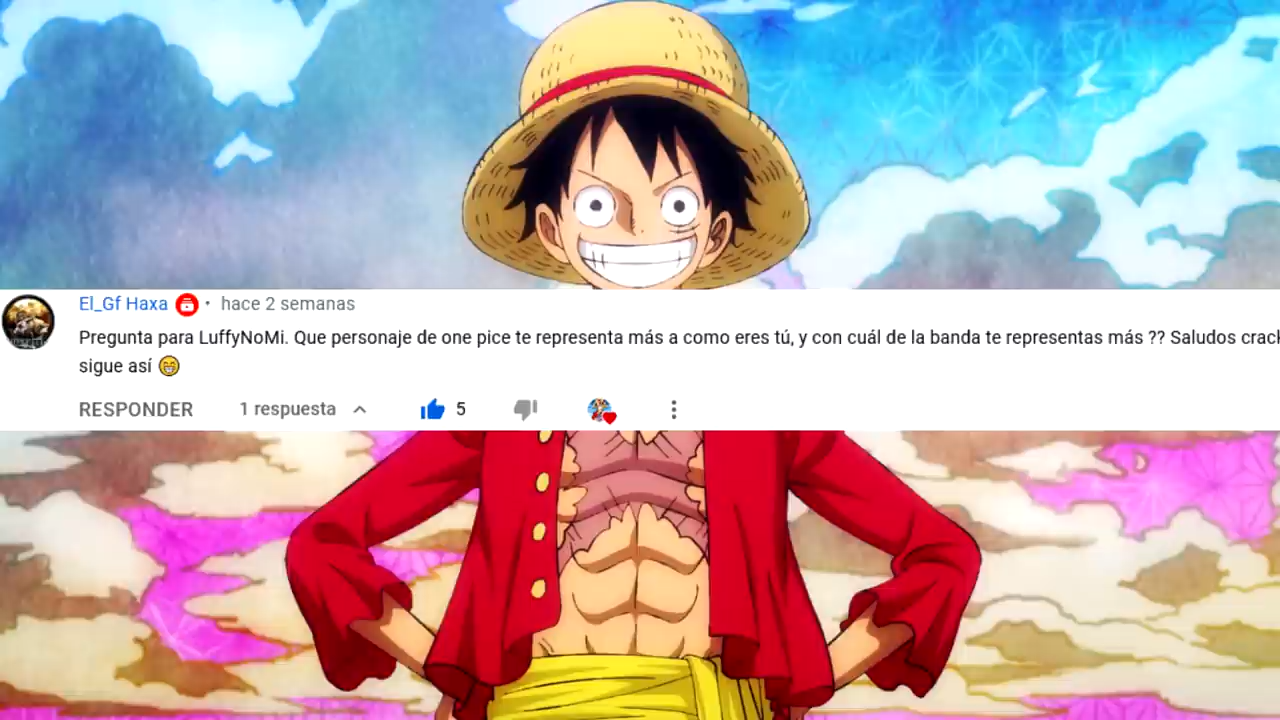 El_Gf Haxa · hace 2 semanas
Pregunta para LuffyNoMi. Que personaje de one pice te representa más a como eres tú, y con cuál de la banda te representas más ?? Saludos crack
sigue así 😁
RESPONDER 1 respuesta 5